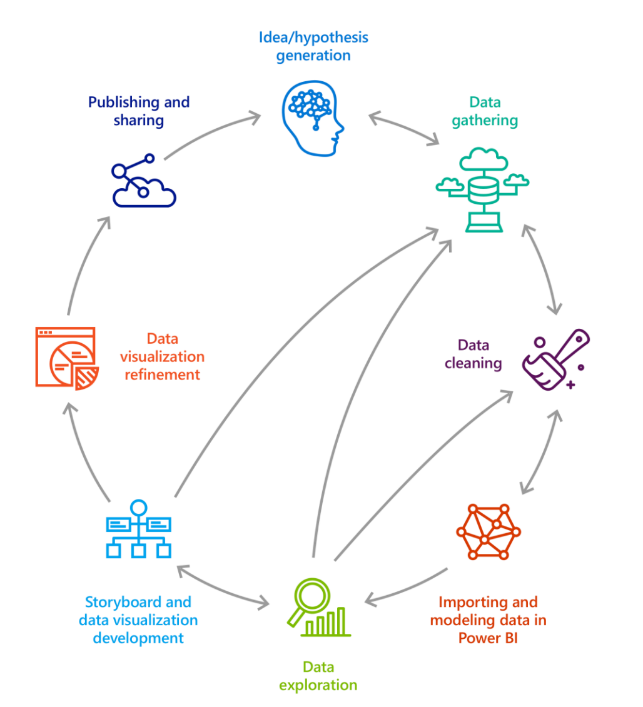 Idea/hypothesis
generation
Data
gathering
Data
cleaning
Importing and
modeling data in
Power BI
Data
exploration
Storyboard and
data visualization
development
Data
visualization
refinement
Publishing and
sharing